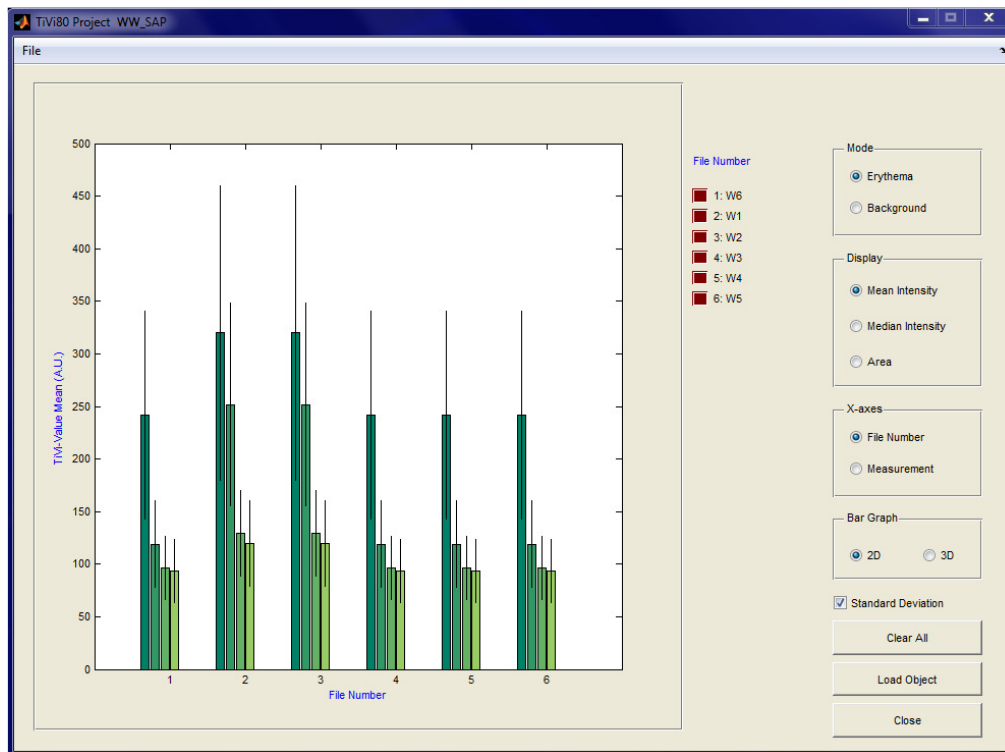 TiVi80 Project WW_SAP
File
500
450
400
350
300
250
200
150
100
50
0
TiVi-Value Mean (A.U.)
1 2 3 4 5 6
File Number
File Number
1: W6
2: W1
3: W2
4: W3
5: W4
6: W5
Mode
Erythema
Background
Display
Mean Intensity
Median Intensity
Area
X-axes
File Number
Measurement
Bar Graph
2D 3D
Standard Deviation
Clear All
Load Object
Close